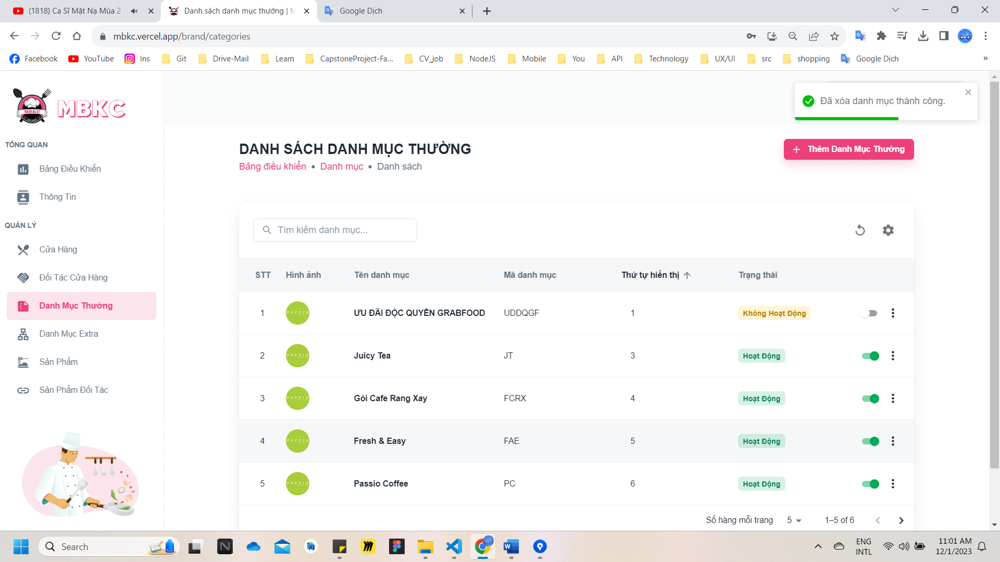 (1818) Ca Sĩ Mặt Nạ Mùa 2 -
Danh sách danh mục thường | M
Google Dịch
mbkc.vercel.app/brand/categories
Facebook
YouTube
Ins
Git
Drive-Mail
Learn
CapstoneProject-Fa...
CV_job
NodeJS
Mobile
You
API
Technology
UX/UI
src
shopping
Google Dịch
»
MBKC
MBKC
Đã xóa danh mục thành công.
TỔNG QUAN
Bảng Điều Khiển
Thông Tin
QUẢN LÝ
Cửa Hàng
Đối Tác Cửa Hàng
Danh Mục Thường
Danh Mục Extra
Sản Phẩm
Sản Phẩm Đối Tác
DANH SÁCH DANH MỤC THƯỜNG
Bảng điều khiển • Danh mục • Danh sách
+ Thêm Danh Mục Thường
Tìm kiếm danh mục...
STT Hình ảnh Tên danh mục Mã danh mục Thứ tự hiển thị Trạng thái
1 PASSIO ƯU ĐÃI ĐỘC QUYỀN GRABFOOD UDDQGF 1 Không Hoạt Động
2 PASSIO Juicy Tea JT 3 Hoạt Động
3 PASSIO Gói Cafe Rang Xay FCRX 4 Hoạt Động
4 PASSIO Fresh & Easy FAE 5 Hoạt Động
5 PASSIO Passio Coffee PC 6 Hoạt Động
Số hàng mỗi trang 5 1–5 of 6
Search
ENG
INTL
11:01 AM
12/1/2023